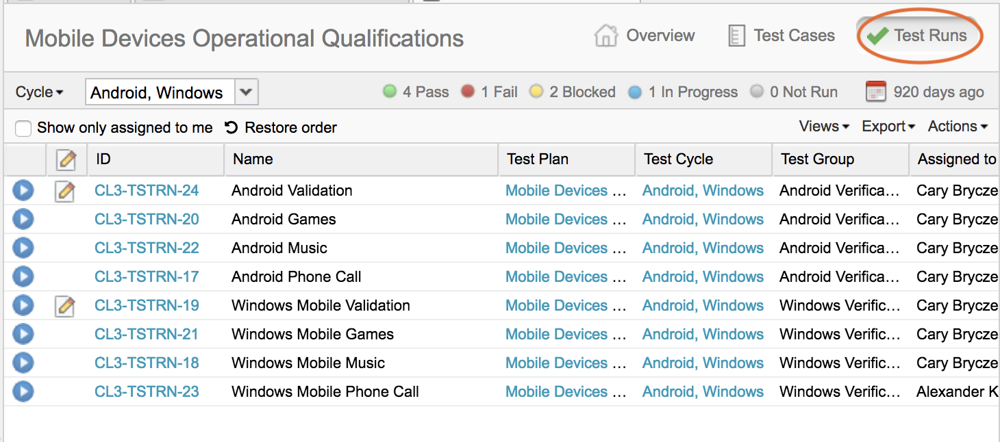 Mobile Devices Operational Qualifications Overview Test Cases Test Runs
Cycle Android, Windows 4 Pass 1 Fail 2 Blocked 1 In Progress 0 Not Run 920 days ago
Show only assigned to me Restore order Views Export Actions
ID Name Test Plan Test Cycle Test Group Assigned to
CL3-TSTRN-24 Android Validation Mobile Devices ... Android, Windows Android Verifica... Cary Brycze
CL3-TSTRN-20 Android Games Mobile Devices ... Android, Windows Android Verifica... Cary Brycze
CL3-TSTRN-22 Android Music Mobile Devices ... Android, Windows Android Verifica... Cary Brycze
CL3-TSTRN-17 Android Phone Call Mobile Devices ... Android, Windows Android Verifica... Cary Brycze
CL3-TSTRN-19 Windows Mobile Validation Mobile Devices ... Android, Windows Windows Verific... Cary Brycze
CL3-TSTRN-21 Windows Mobile Games Mobile Devices ... Android, Windows Windows Verific... Cary Brycze
CL3-TSTRN-18 Windows Mobile Music Mobile Devices ... Android, Windows Windows Verific... Cary Brycze
CL3-TSTRN-23 Windows Mobile Phone Call Mobile Devices ... Android, Windows Windows Verific... Alexander K